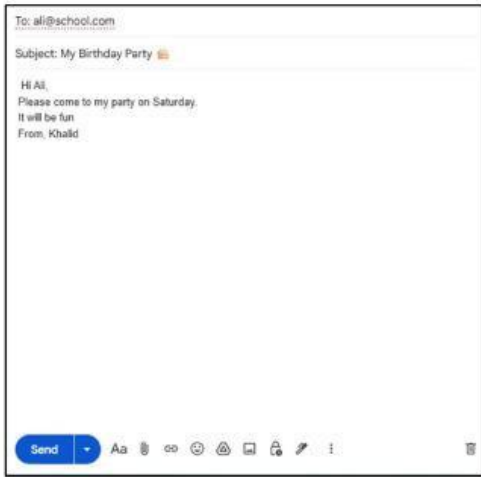 To: ali@school.com
Subject: My Birthday Party 🎂
Hi Ali,
Please come to my party on Saturday.
It will be fun
From, Khalid
Send
Aa